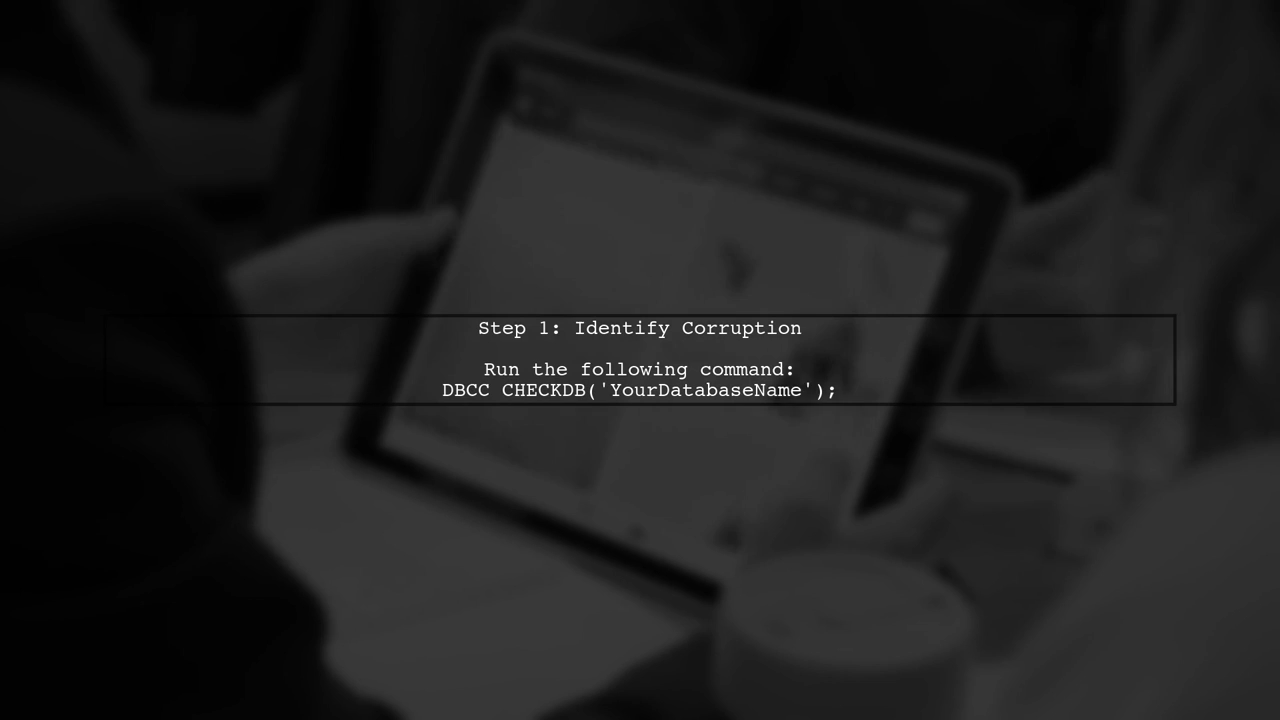 Step 1: Identify Corruption
Run the following command:
DBCC CHECKDB('YourDatabaseName');